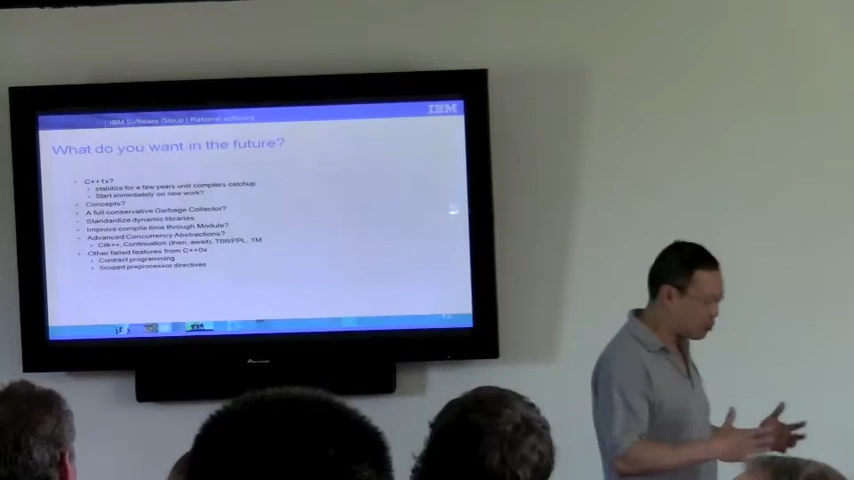 IBM Software Group | Rational software
IBM
What do you want in the future?
C++1x?
stabilize for a few years until compilers catchup
Start immediately on new work?
Concepts?
A full conservative Garbage Collector?
Standardize dynamic libraries
Improve compile time through Module?
Advanced Concurrency Abstractions?
Cilk++, Continuation (then, await), TBB/PPL, TM
Other failed features from C++0x
Contract programming
Scoped preprocessor directives
Pioneer